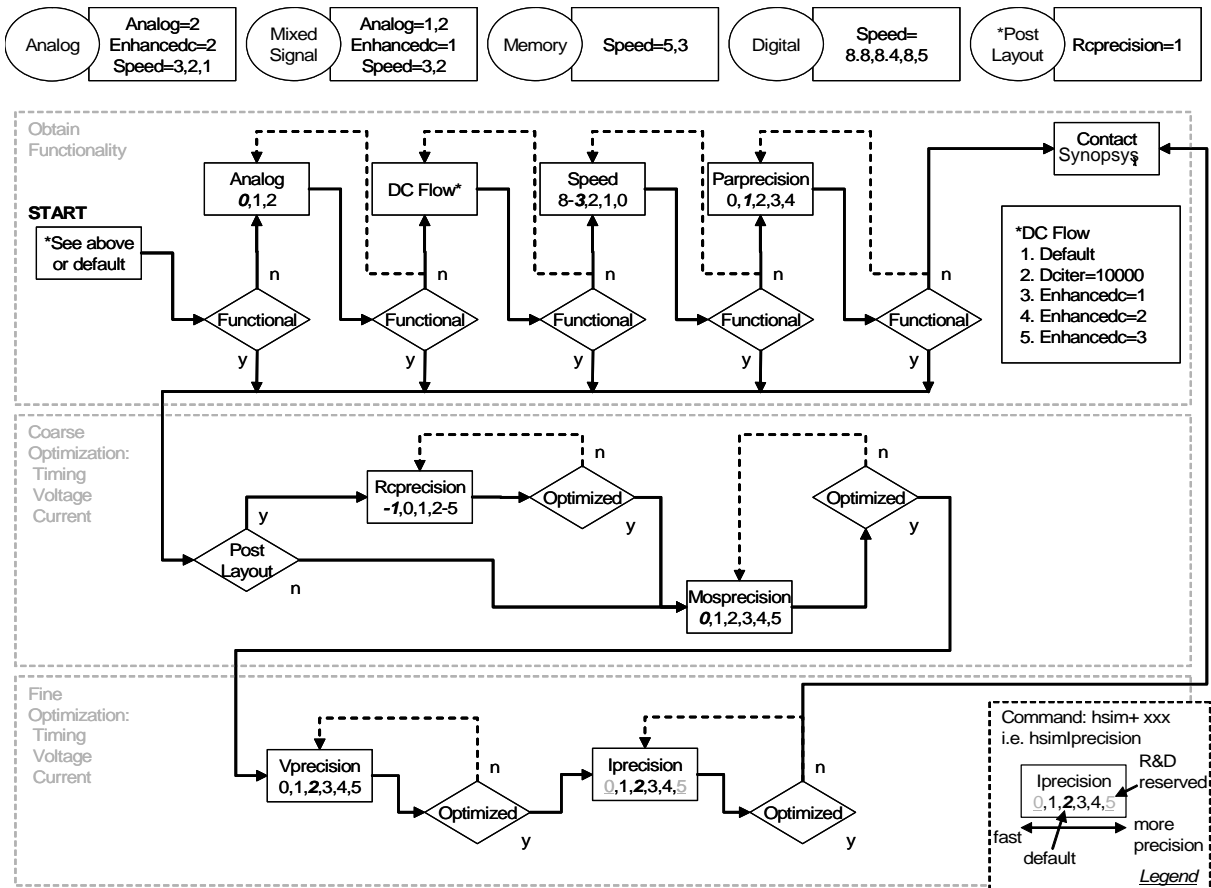 Analog
Analog=2
Enhancedc=2
Speed=3,2,1
Mixed
Signal
Analog=1,2
Enhancedc=1
Speed=3,2
Memory
Speed=5,3
Digital
Speed=
8.8,8.4,8,5
*Post
Layout
Rcprecision=1
Obtain
Functionality
START
*See above
or default
Analog
0,1,2
DC Flow*
Speed
8-3,2,1,0
Parprecision
0,1,2,3,4
Contact
Synopsys
n
n
n
n
n
Functional
Functional
Functional
Functional
Functional
y
y
y
y
y
*DC Flow
1. Default
2. Dciter=10000
3. Enhancedc=1
4. Enhancedc=2
5. Enhancedc=3
Coarse
Optimization:
Timing
Voltage
Current
Post
Layout
y
n
Rcprecision
-1,0,1,2-5
Optimized
n
y
Mosprecision
0,1,2,3,4,5
Optimized
n
y
Fine
Optimization:
Timing
Voltage
Current
Vprecision
0,1,2,3,4,5
Optimized
n
y
Iprecision
0,1,2,3,4,5
Optimized
n
y
Command: hsim+ xxx
i.e. hsimIprecision
R&D
reserved
Iprecision
0,1,2,3,4,5
fast
more
precision
default
Legend